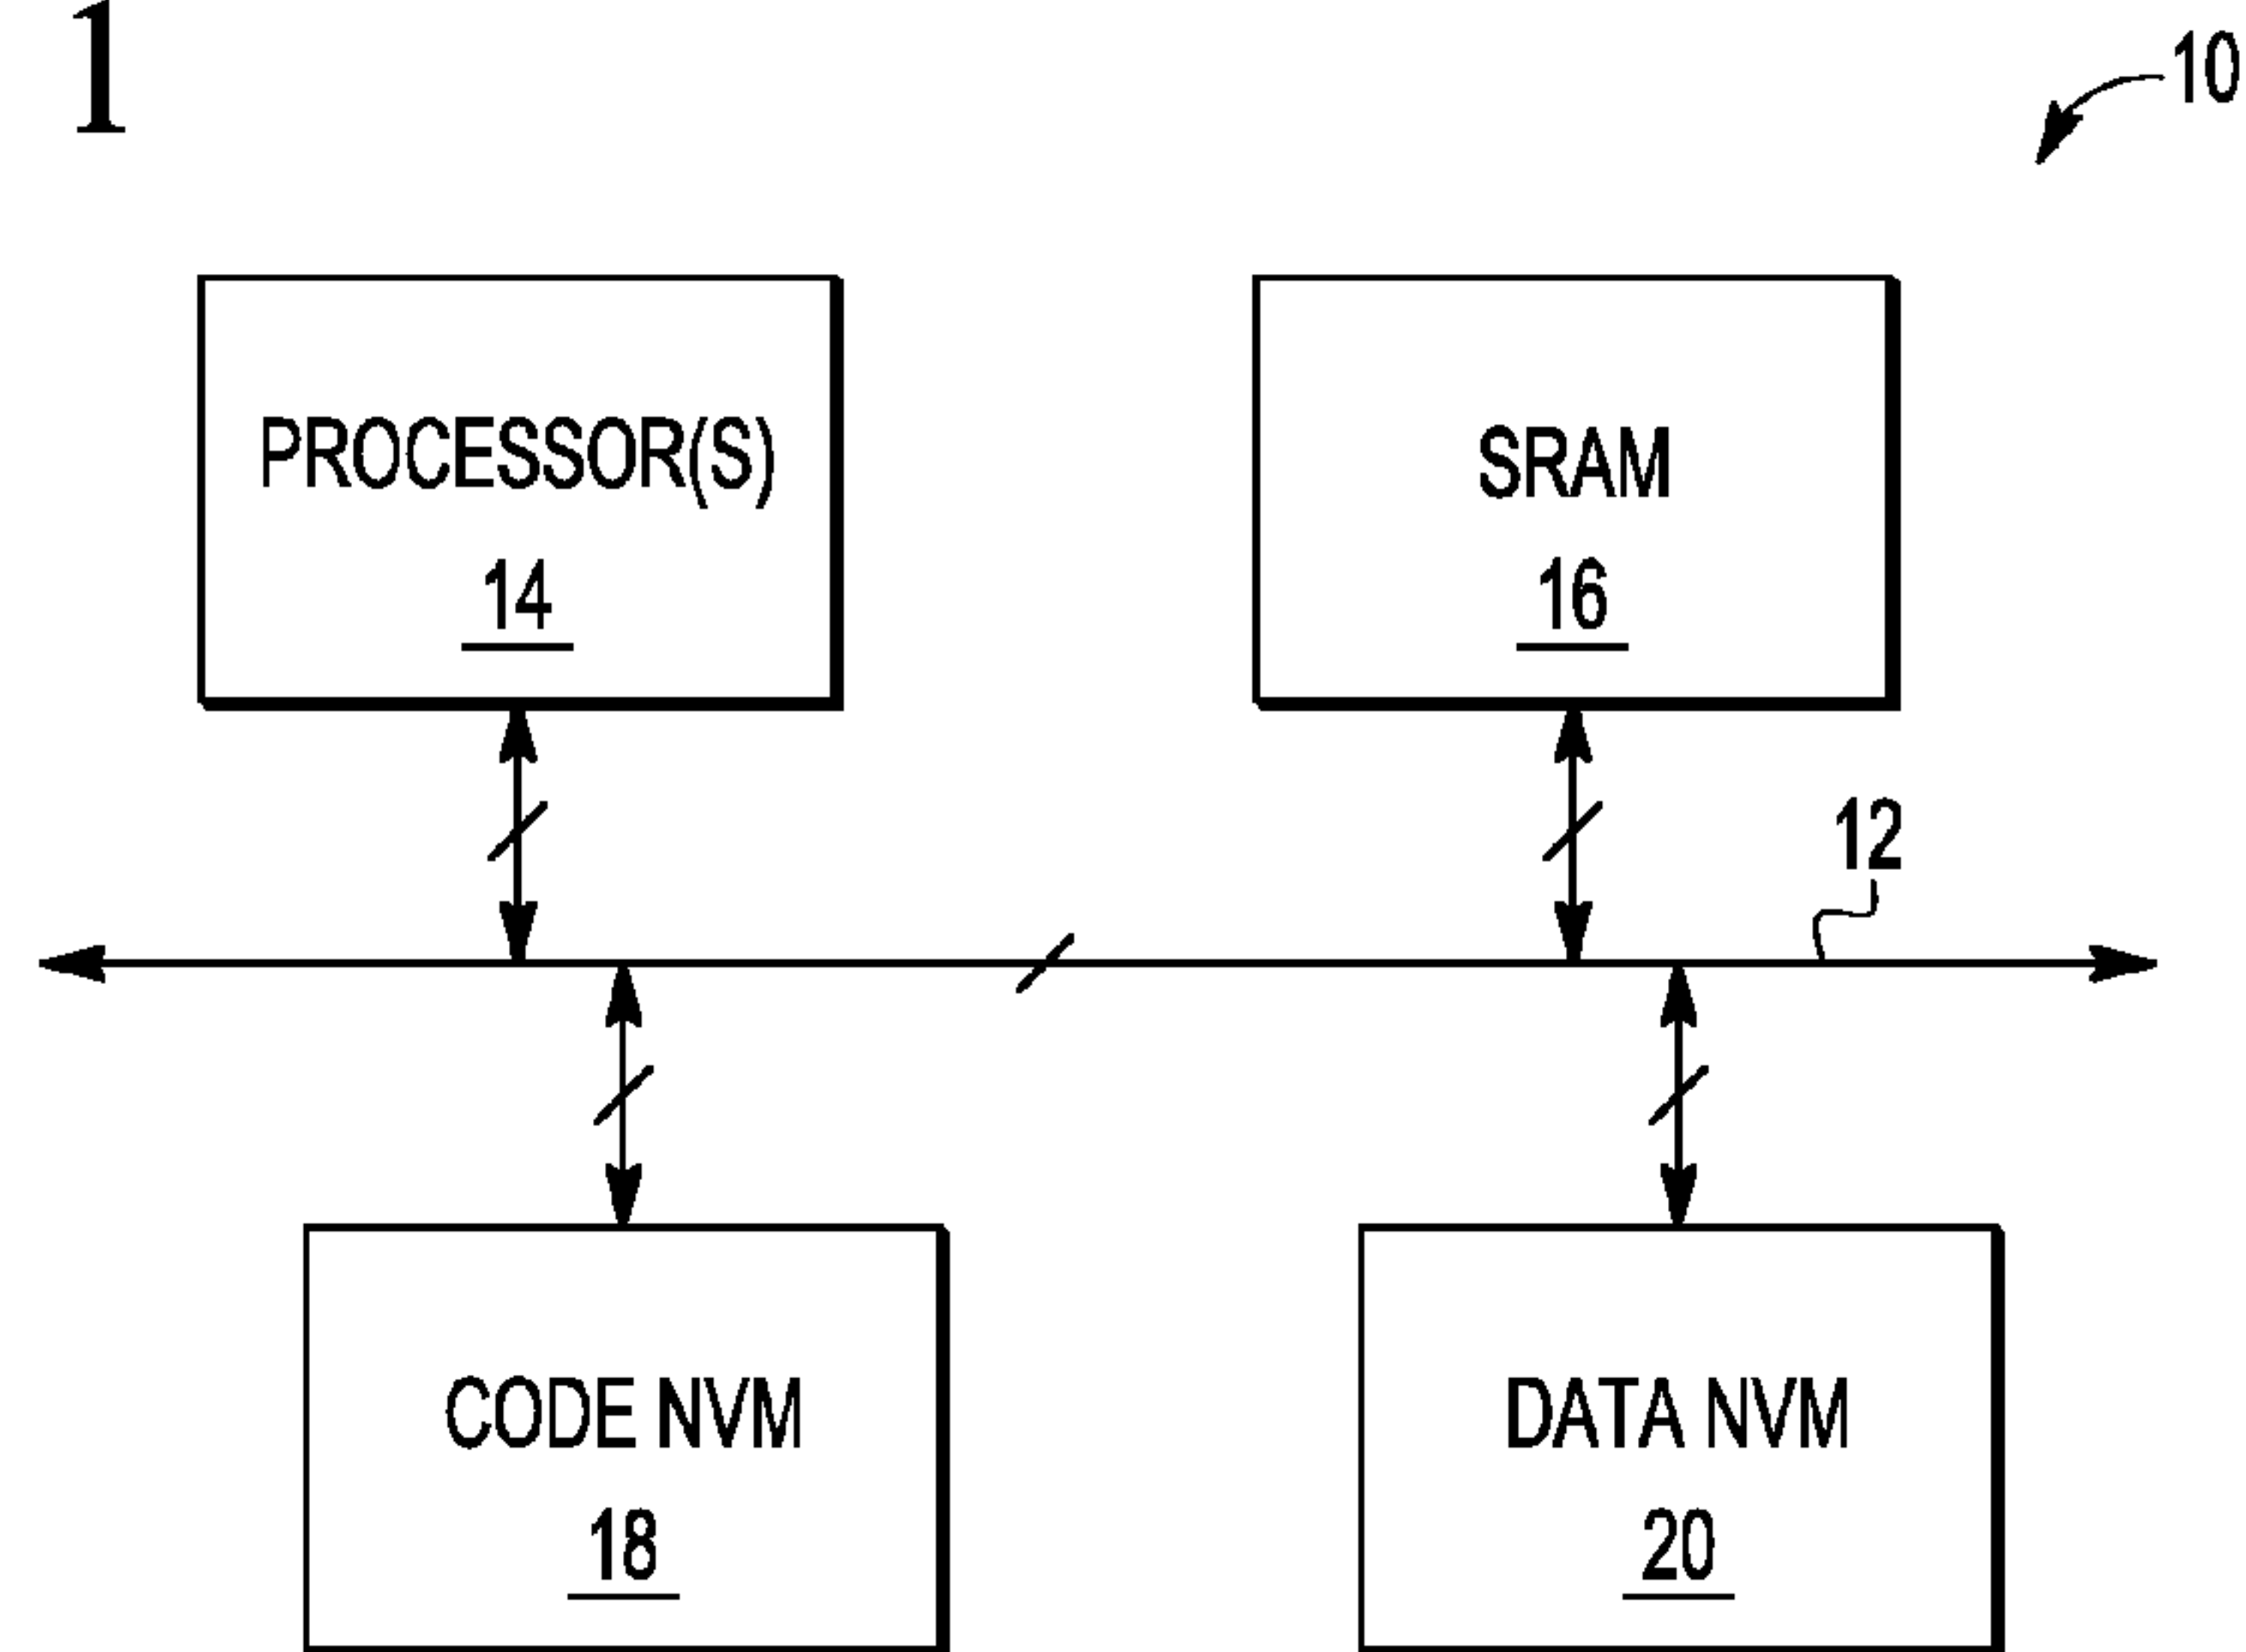 1
10
PROCESSOR(S)
14
SRAM
16
12
CODE NVM
18
DATA NVM
20